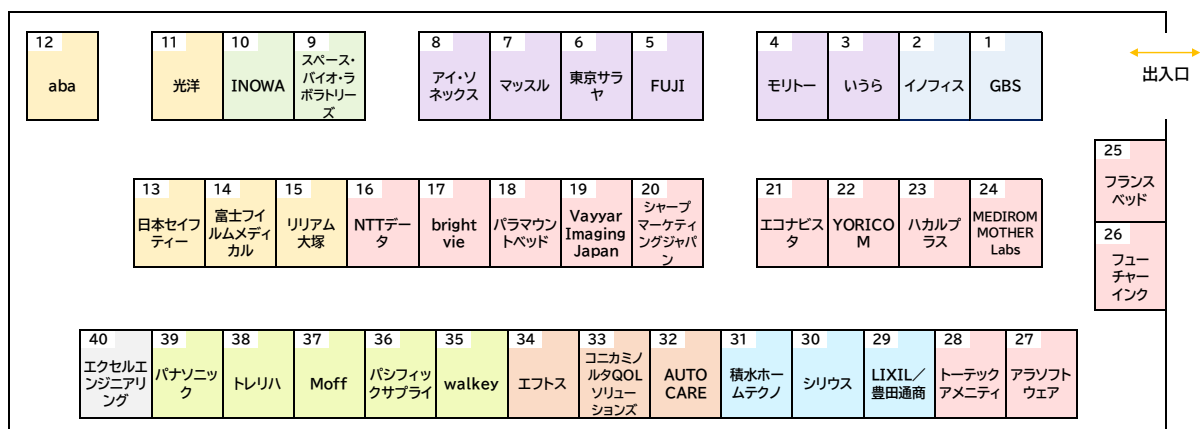 12
aba
11
光洋
10
INOWA
9
スペース・
バイオ・ラ
ボラトリー
ズ
8
アイ・ソ
ネックス
7
マッスル
6
東京サラ
ヤ
5
FUJI
4
モリトー
3
いうら
2
イノフィス
1
GBS
出入口
25
フランス
ベッド
26
フュー
チャー
インク
13
日本セイフ
ティー
14
富士フイ
ルムメディ
カル
15
リリアム
大塚
16
NTTデー
タ
17
bright
vie
18
パラマウン
トベッド
19
Vayyar
Imaging
Japan
20
シャープ
マーケティ
ングジャパ
ン
21
エコナビス
タ
22
YORICO
M
23
ハカルプ
ラス
24
MEDIROM
MOTHER
Labs
40
エクセルエ
ンジニアリ
ング
39
パナソニッ
ク
38
トレリハ
37
Moff
36
パシフィッ
クサプライ
35
walkey
34
エフトス
33
コニカミノ
ルタQOL
ソリュー
ションズ
32
AUTO
CARE
31
積水ホー
ムテクノ
30
シリウス
29
LIXIL／
豊田通商
28
トーテック
アメニティ
27
アラソフト
ウェア